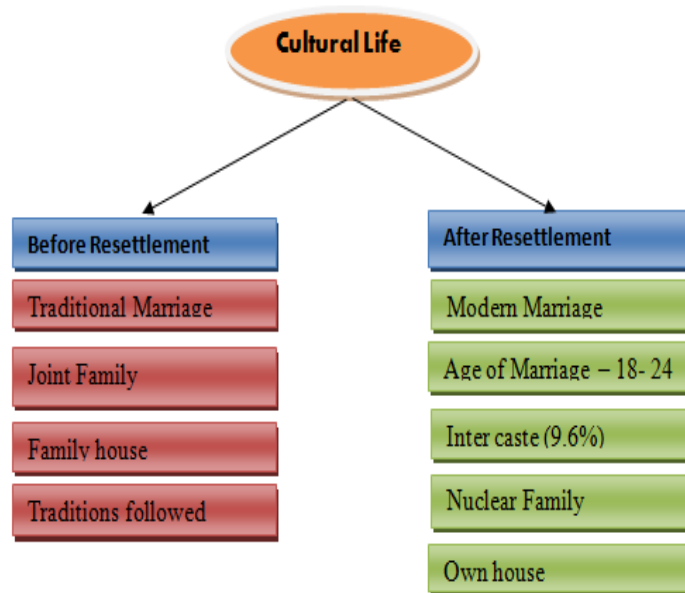 Cultural Life
Before Resettlement
Traditional Marriage
Joint Family
Family house
Traditions followed
After Resettlement
Modern Marriage
Age of Marriage – 18- 24
Inter caste (9.6%)
Nuclear Family
Own house